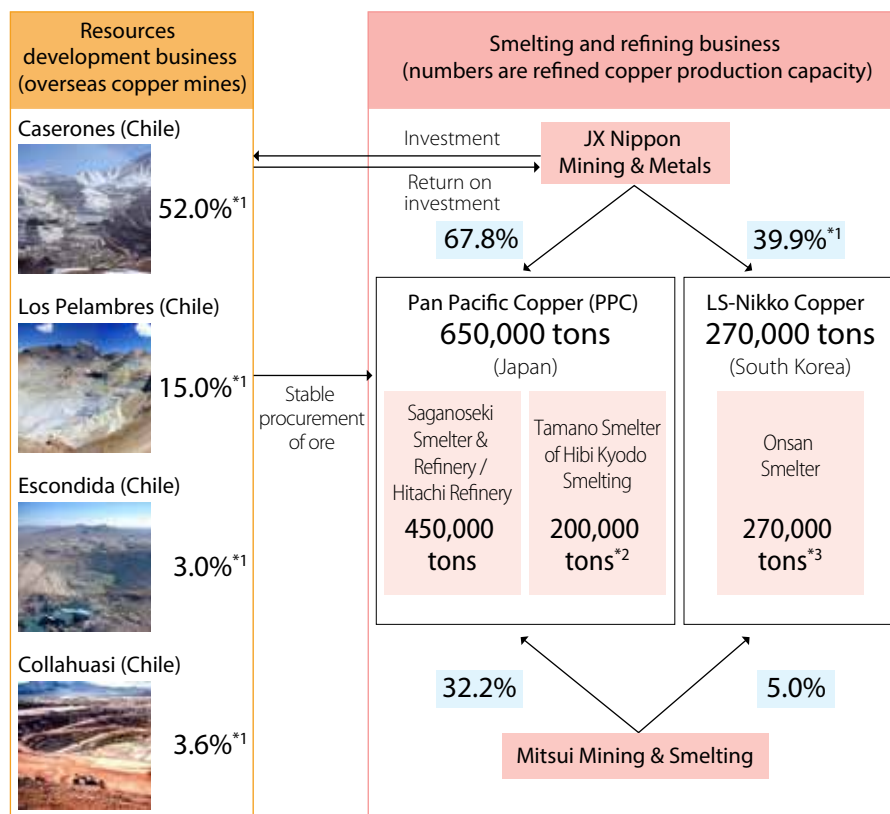 Resources
development business
(overseas copper mines)
Smelting and refining business
(numbers are refined copper production capacity)
Caserones (Chile)
52.0%*1
Los Pelambres (Chile)
15.0%*1
Escondida (Chile)
3.0%*1
Collahuasi (Chile)
3.6%*1
Investment
Return on
investment
JX Nippon
Mining & Metals
67.8%
39.9%*1
Stable
procurement
of ore
Pan Pacific Copper (PPC)
650,000 tons
(Japan)
Saganoseki
Smelter &
Refinery /
Hitachi Refinery
450,000
tons
Tamano Smelter
of Hibi Kyodo
Smelting
200,000
tons*2
LS-Nikko Copper
270,000 tons
(South Korea)
Onsan
Smelter
270,000
tons*3
32.2%
5.0%
Mitsui Mining & Smelting